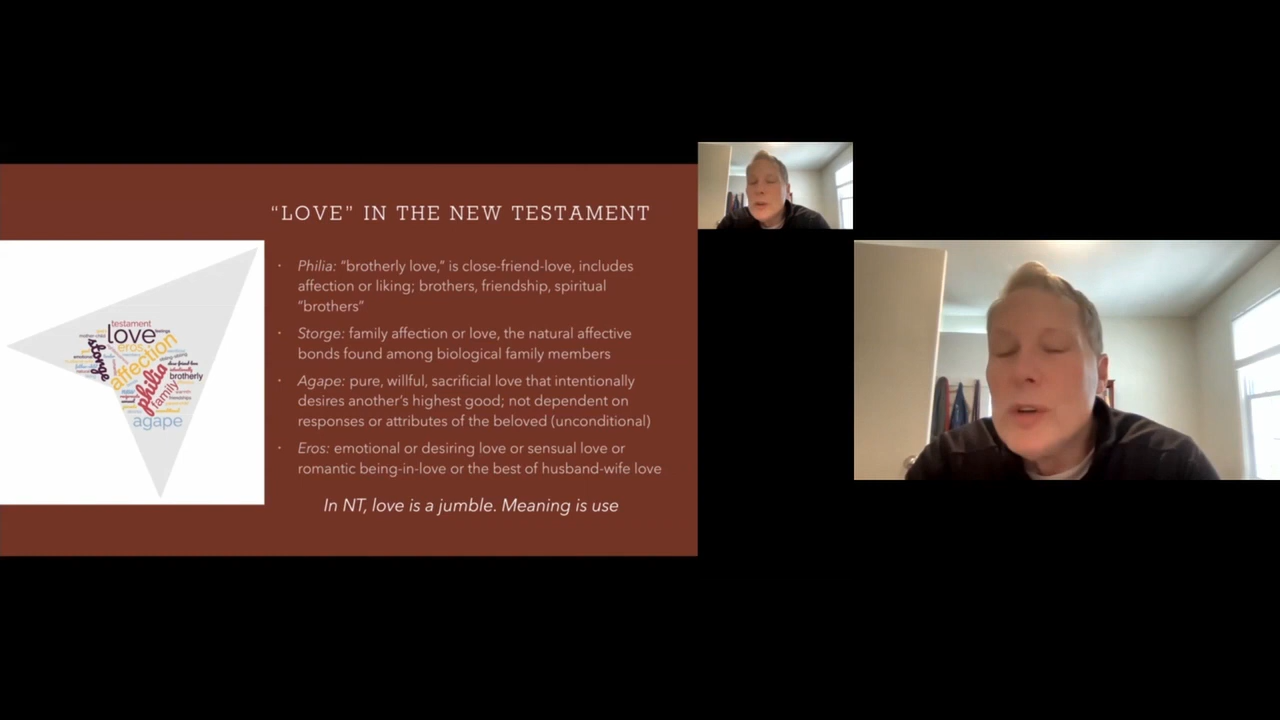 “LOVE” IN THE NEW TESTAMENT
· Philia: “brotherly love,” is close-friend-love, includes
affection or liking; brothers, friendship, spiritual
“brothers”
· Storge: family affection or love, the natural affective
bonds found among biological family members
· Agape: pure, willful, sacrificial love that intentionally
desires another’s highest good; not dependent on
responses or attributes of the beloved (unconditional)
· Eros: emotional or desiring love or sensual love or
romantic being-in-love or the best of husband-wife love
In NT, love is a jumble. Meaning is use
testament
love
eros
storge
affection
philia
family
brotherly
agape